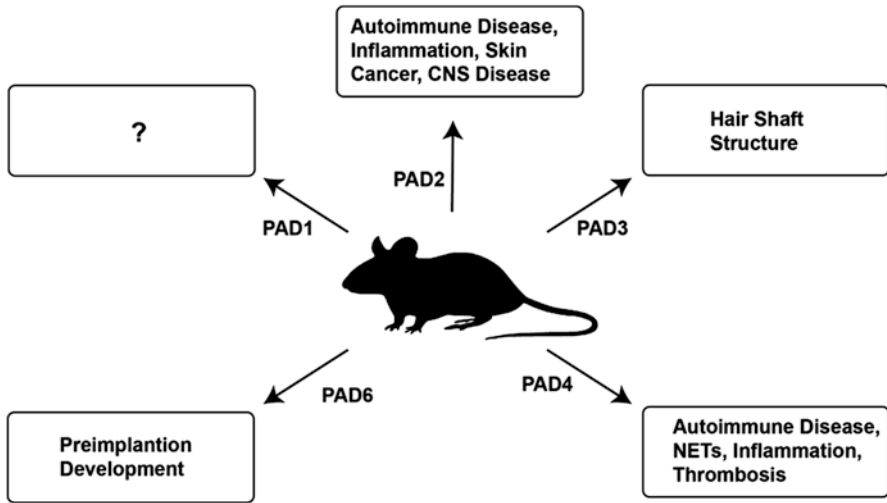 Autoimmune Disease,
Inflammation, Skin
Cancer, CNS Disease
?
Hair Shaft
Structure
PAD2
PAD1
PAD3
PAD6
PAD4
Preimplantion
Development
Autoimmune Disease,
NETs, Inflammation,
Thrombosis